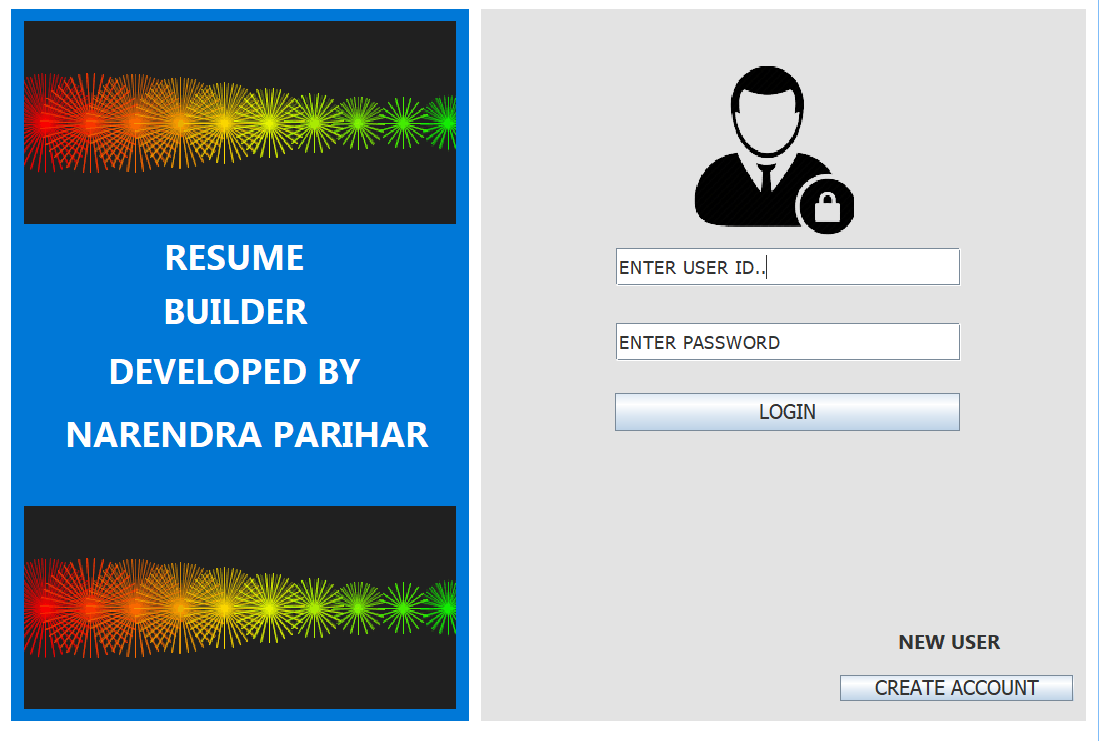 RESUME
BUILDER
DEVELOPED BY
NARENDRA PARIHAR
ENTER USER ID..
ENTER PASSWORD
LOGIN
NEW USER
CREATE ACCOUNT